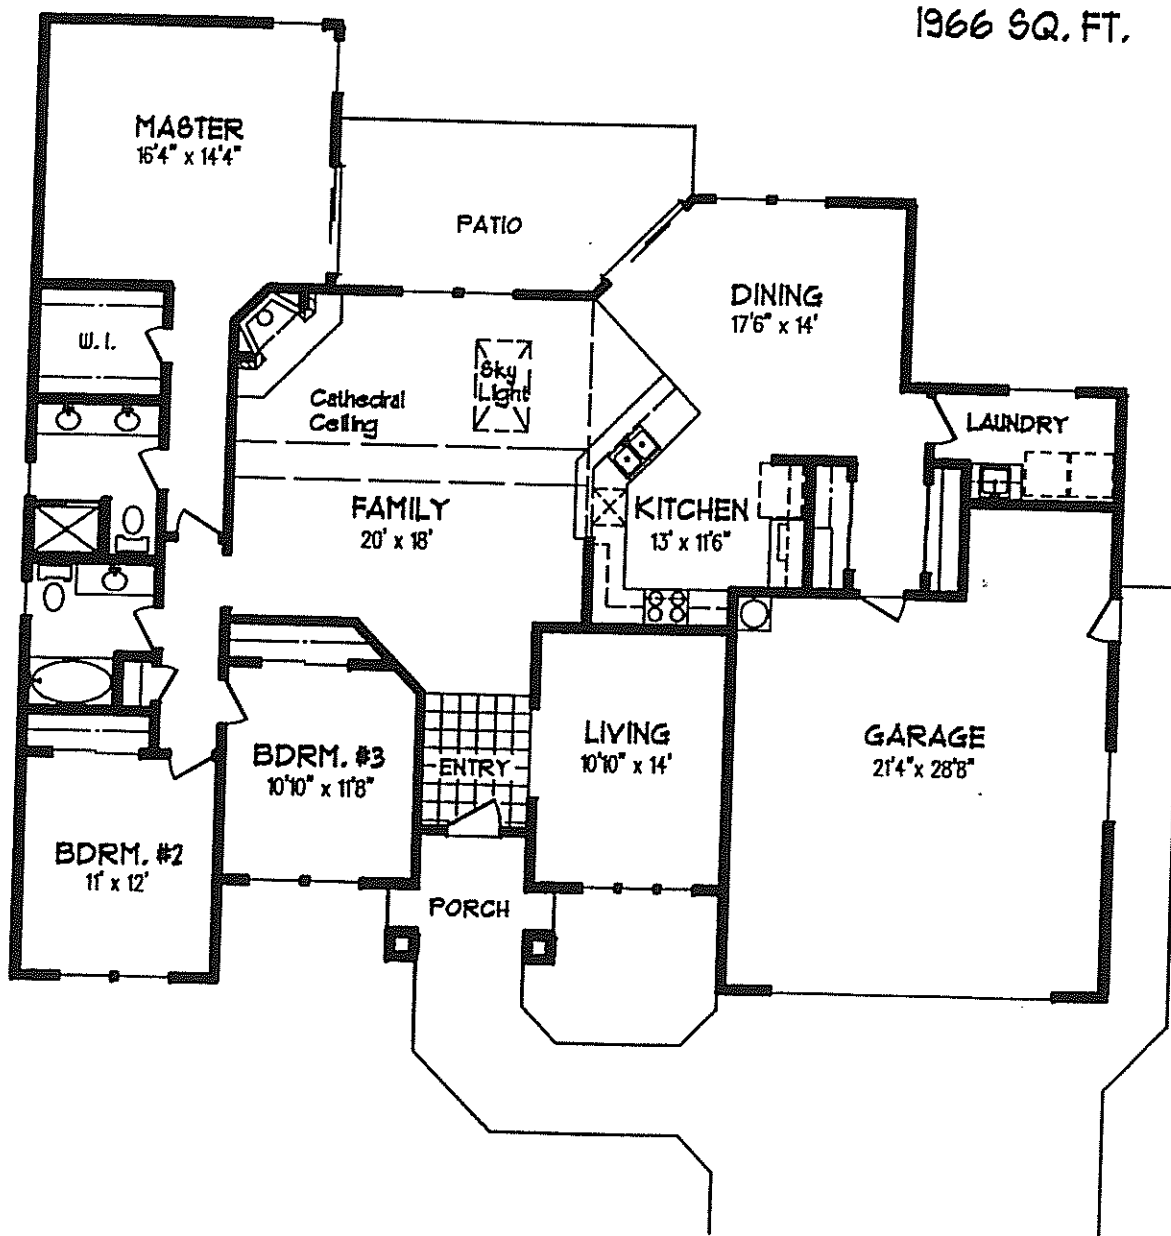 1966 SQ. FT.
MASTER
16'4" x 14'4"
PATIO
DINING
17'6" x 14'
W. I.
Sky
Light
Cathedral
Ceiling
LAUNDRY
FAMILY
20' x 18'
KITCHEN
13' x 11'6"
LIVING
10'10" x 14'
GARAGE
21'4" x 28'8"
BDRM. #3
10'10" x 11'8"
ENTRY
BDRM. #2
11' x 12'
PORCH